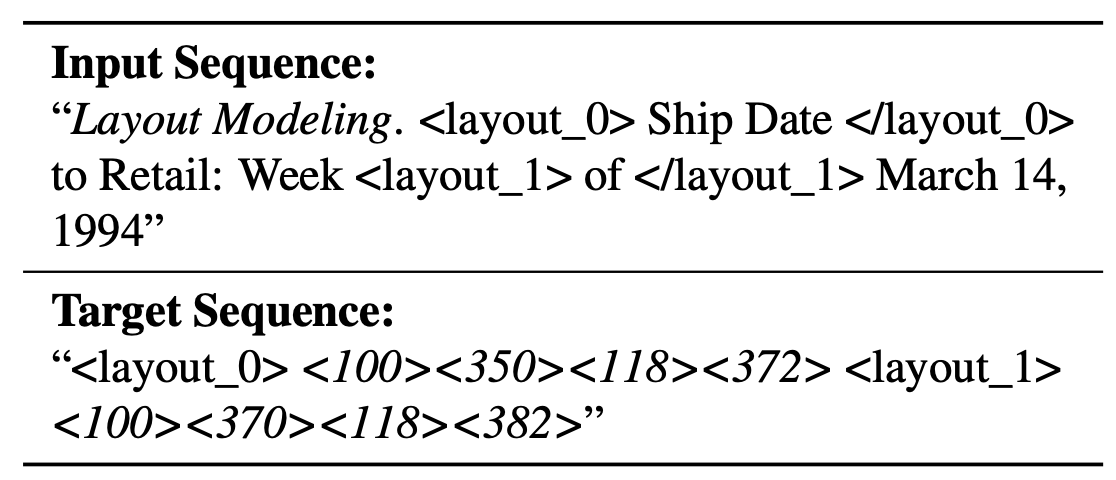 Input Sequence:
“Layout Modeling. <layout_0> Ship Date </layout_0>
to Retail: Week <layout_1> of </layout_1> March 14,
1994”
Target Sequence:
“<layout_0> <100><350><118><372> <layout_1>
<100><370><118><382>”